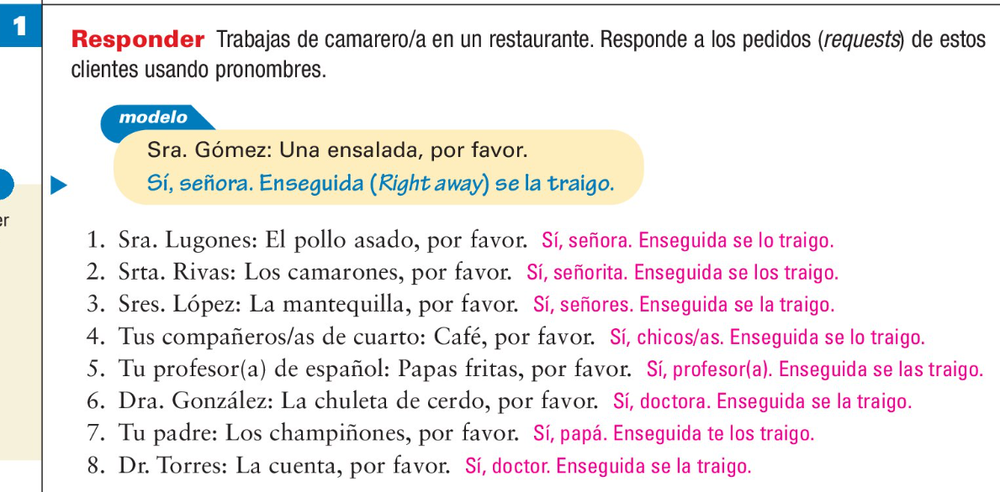 1
Responder Trabajas de camarero/a en un restaurante. Responde a los pedidos (requests) de estos
clientes usando pronombres.
modelo
Sra. Gómez: Una ensalada, por favor.
Sí, señora. Enseguida (Right away) se la traigo.
er
1. Sra. Lugones: El pollo asado, por favor. Sí, señora. Enseguida se lo traigo.
2. Srta. Rivas: Los camarones, por favor. Sí, señorita. Enseguida se los traigo.
3. Sres. López: La mantequilla, por favor. Sí, señores. Enseguida se la traigo.
4. Tus compañeros/as de cuarto: Café, por favor. Sí, chicos/as. Enseguida se lo traigo.
5. Tu profesor(a) de español: Papas fritas, por favor. Sí, profesor(a). Enseguida se las traigo.
6. Dra. González: La chuleta de cerdo, por favor. Sí, doctora. Enseguida se la traigo.
7. Tu padre: Los champiñones, por favor. Sí, papá. Enseguida te los traigo.
8. Dr. Torres: La cuenta, por favor. Sí, doctor. Enseguida se la traigo.